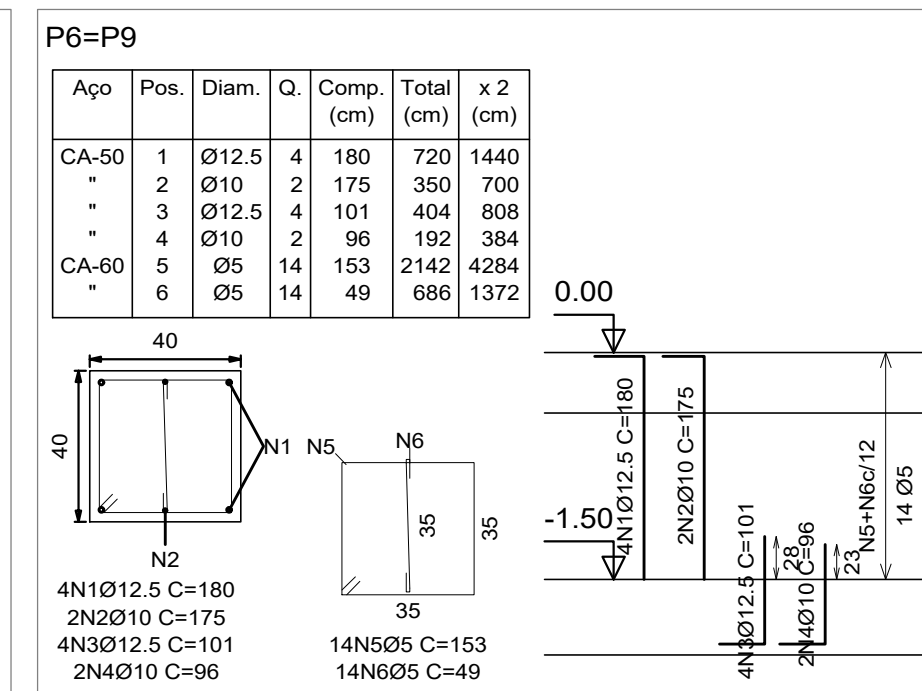 P6=P9
Aço Pos. Diam. Q. Comp. (cm) Total (cm) x 2 (cm)
CA-50 1 Ø12.5 4 180 720 1440
" 2 Ø10 2 175 350 700
" 3 Ø12.5 4 101 404 808
" 4 Ø10 2 96 192 384
CA-60 5 Ø5 14 153 2142 4284
" 6 Ø5 14 49 686 1372
40
40
N1
N2
4N1Ø12.5 C=180
2N2Ø10 C=175
4N3Ø12.5 C=101
2N4Ø10 C=96
N5
N6
35
35
35
14N5Ø5 C=153
14N6Ø5 C=49
0.00
-1.50
4N1Ø12.5 C=180
2N2Ø10 C=175
4N3Ø12.5 C=101
28
2N4Ø10 C=96
23
N5+N6c/12
14 Ø5